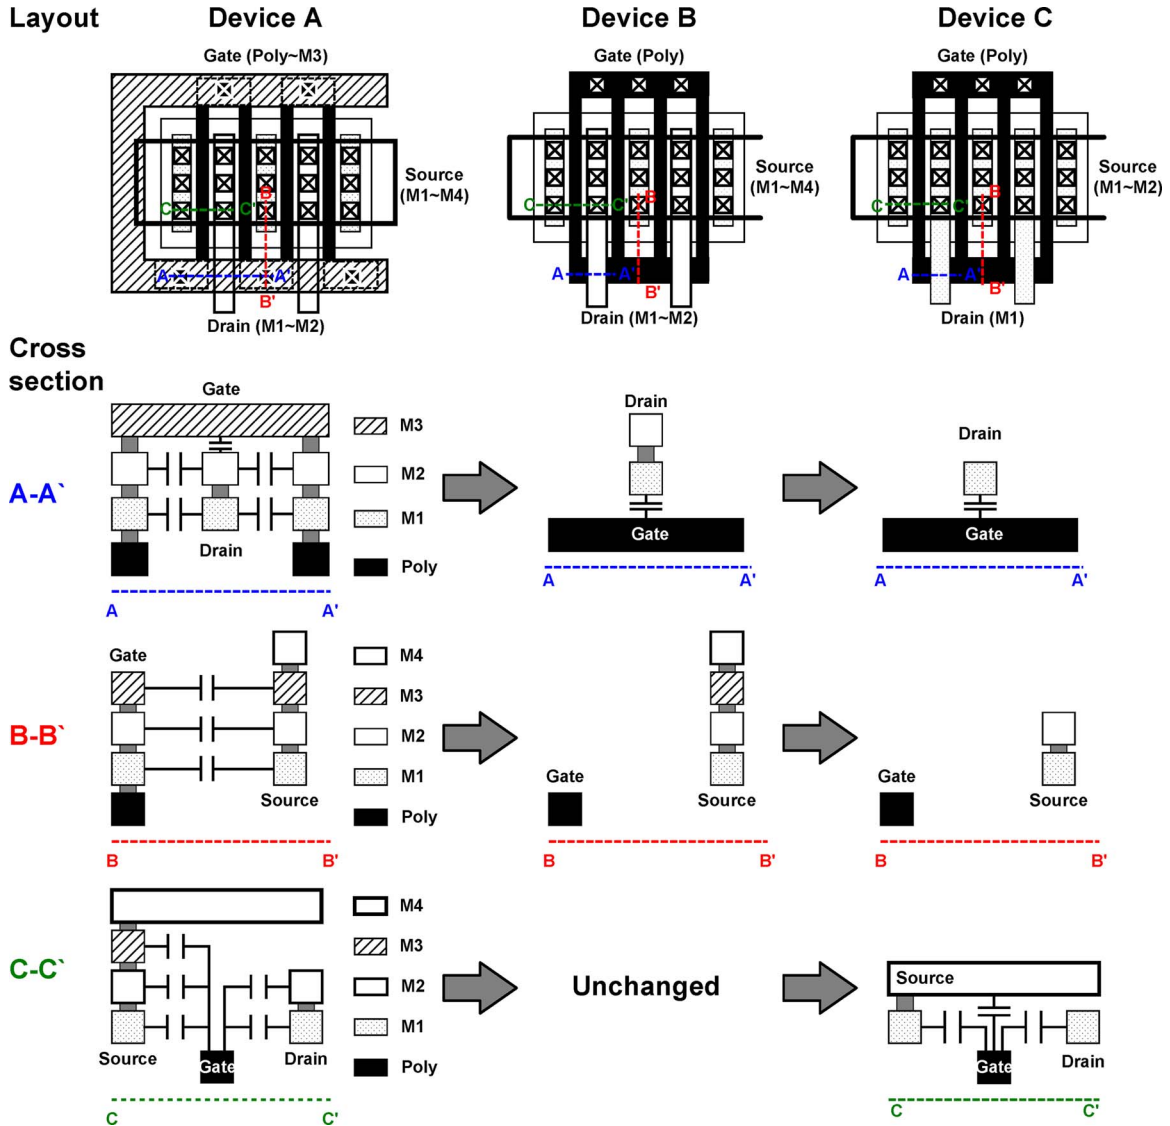 Layout
Device A
Device B
Device C
Gate (Poly~M3)
Gate (Poly)
Gate (Poly)
Source
(M1~M4)
Source
(M1~M4)
Source
(M1~M2)
B
C
C'
A
A'
B'
B
C
C'
A
A'
B'
B
C
C'
A
A'
B'
Drain (M1~M2)
Drain (M1~M2)
Drain (M1)
Cross
section
A-A`
Gate
Drain
M3
M2
M1
Poly
A
A'
Drain
Gate
A
A'
Drain
Gate
A
A'
B-B`
Gate
Source
M4
M3
M2
M1
Poly
B
B'
Gate
Source
B
B'
Gate
Source
B
B'
C-C`
Source
Gate
Drain
M4
M3
M2
M1
Poly
C
C'
Unchanged
Source
Gate
Drain
C
C'